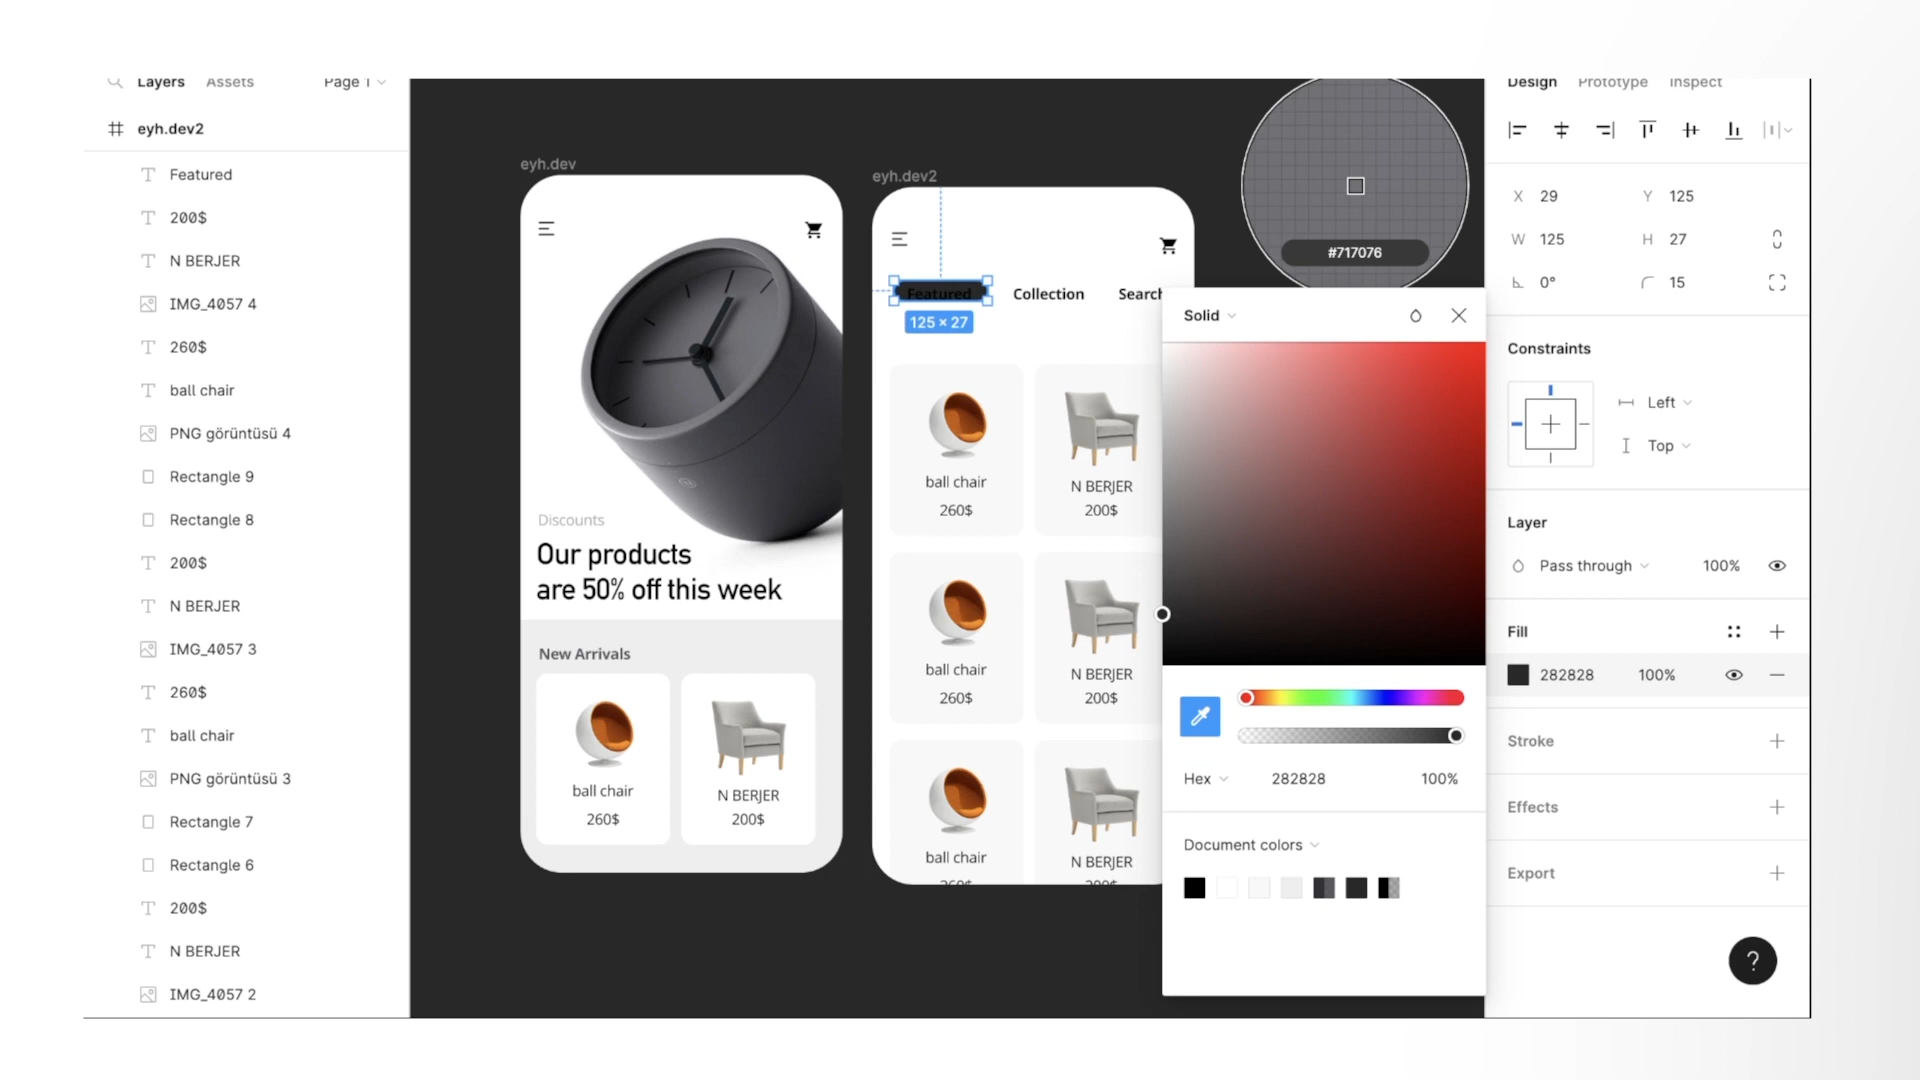 Layers Assets Page 1
eyh.dev2
Featured
200$
N BERJER
IMG_4057 4
260$
ball chair
PNG görüntüsü 4
Rectangle 9
Rectangle 8
200$
N BERJER
IMG_4057 3
260$
ball chair
PNG görüntüsü 3
Rectangle 7
Rectangle 6
200$
N BERJER
IMG_4057 2
eyh.dev
Discounts
Our products
are 50% off this week
New Arrivals
ball chair
260$
N BERJER
200$
eyh.dev2
Featured Collection Search
125 × 27
ball chair
260$
N BERJER
200$
ball chair
260$
N BERJER
200$
ball chair
260$
N BERJER
200$
#717076
Solid
Hex 282828 100%
Document colors
Design Prototype Inspect
X 29 Y 125
W 125 H 27
0° 15
Constraints
Left
Top
Layer
Pass through 100%
Fill
282828 100%
Stroke
Effects
Export
?